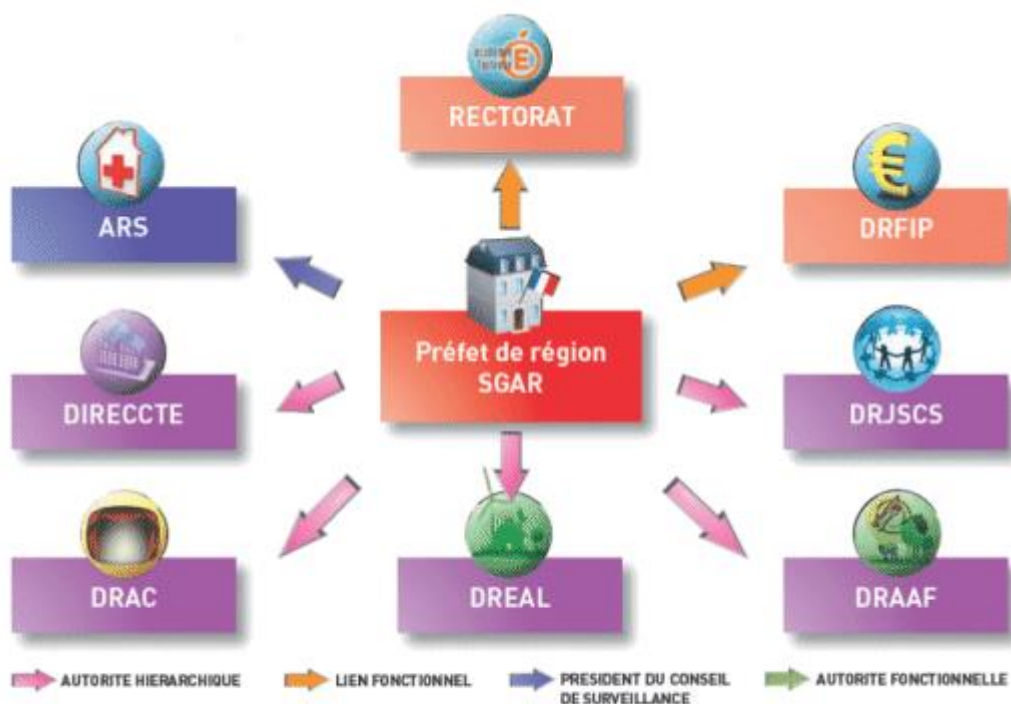 RECTORAT
ARS
DRFIP
Préfet de région
SGAR
DIRECCTE
DRJSCS
DRAC
DREAL
DRAAF
AUTORITE HIERARCHIQUE
LIEN FONCTIONNEL
PRESIDENT DU CONSEIL
DE SURVEILLANCE
AUTORITE FONCTIONNELLE